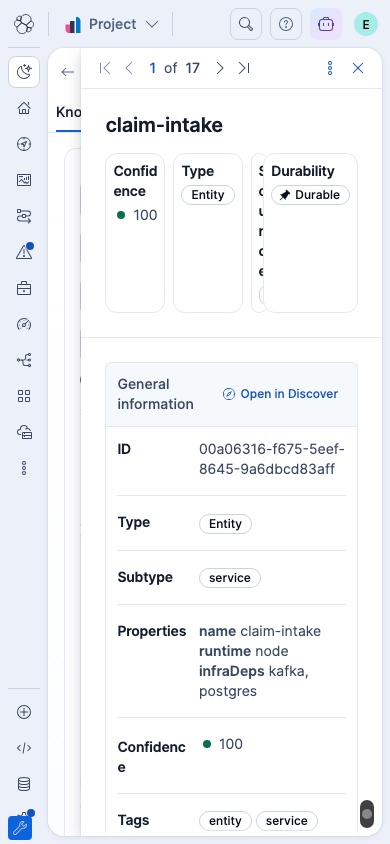 Project
E
1 of 17
Kno
claim-intake
Confid
ence
100
Type
Entity
S
o
u
r
c
e
Durability
Durable
General
information
Open in Discover
ID
00a06316-f675-5eef-
8645-9a6dbcd83aff
Type
Entity
Subtype
service
Properties
name claim-intake
runtime node
infraDeps kafka,
postgres
Confidenc
e
100
Tags
entity
service